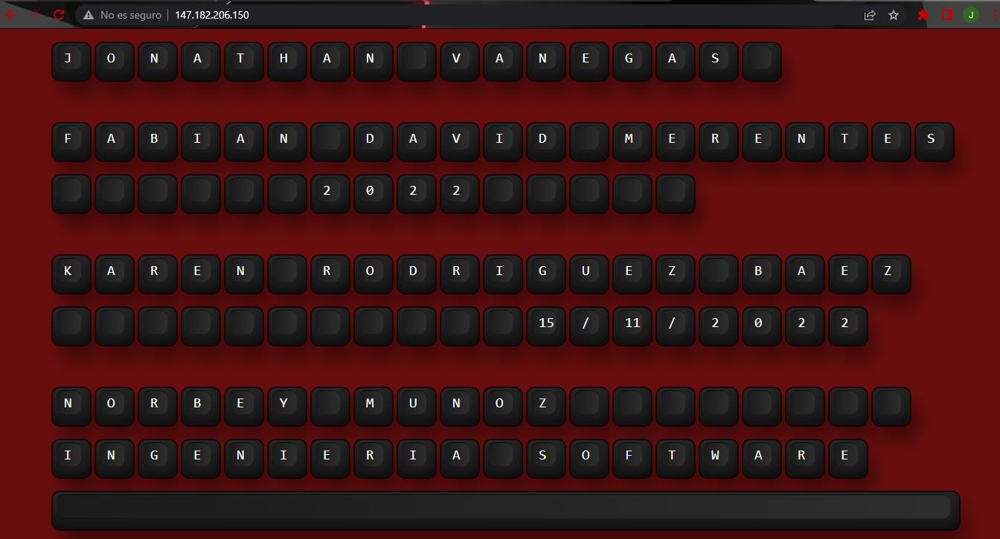 No es seguro | 147.182.206.150
J
JONATHAN VANEGAS
FABIAN DAVID MERENTES
2022
KAREN RODRIGUEZ BAEZ
15/11/2022
NORBEY MUNOZ
INGENIERIA SOFTWARE